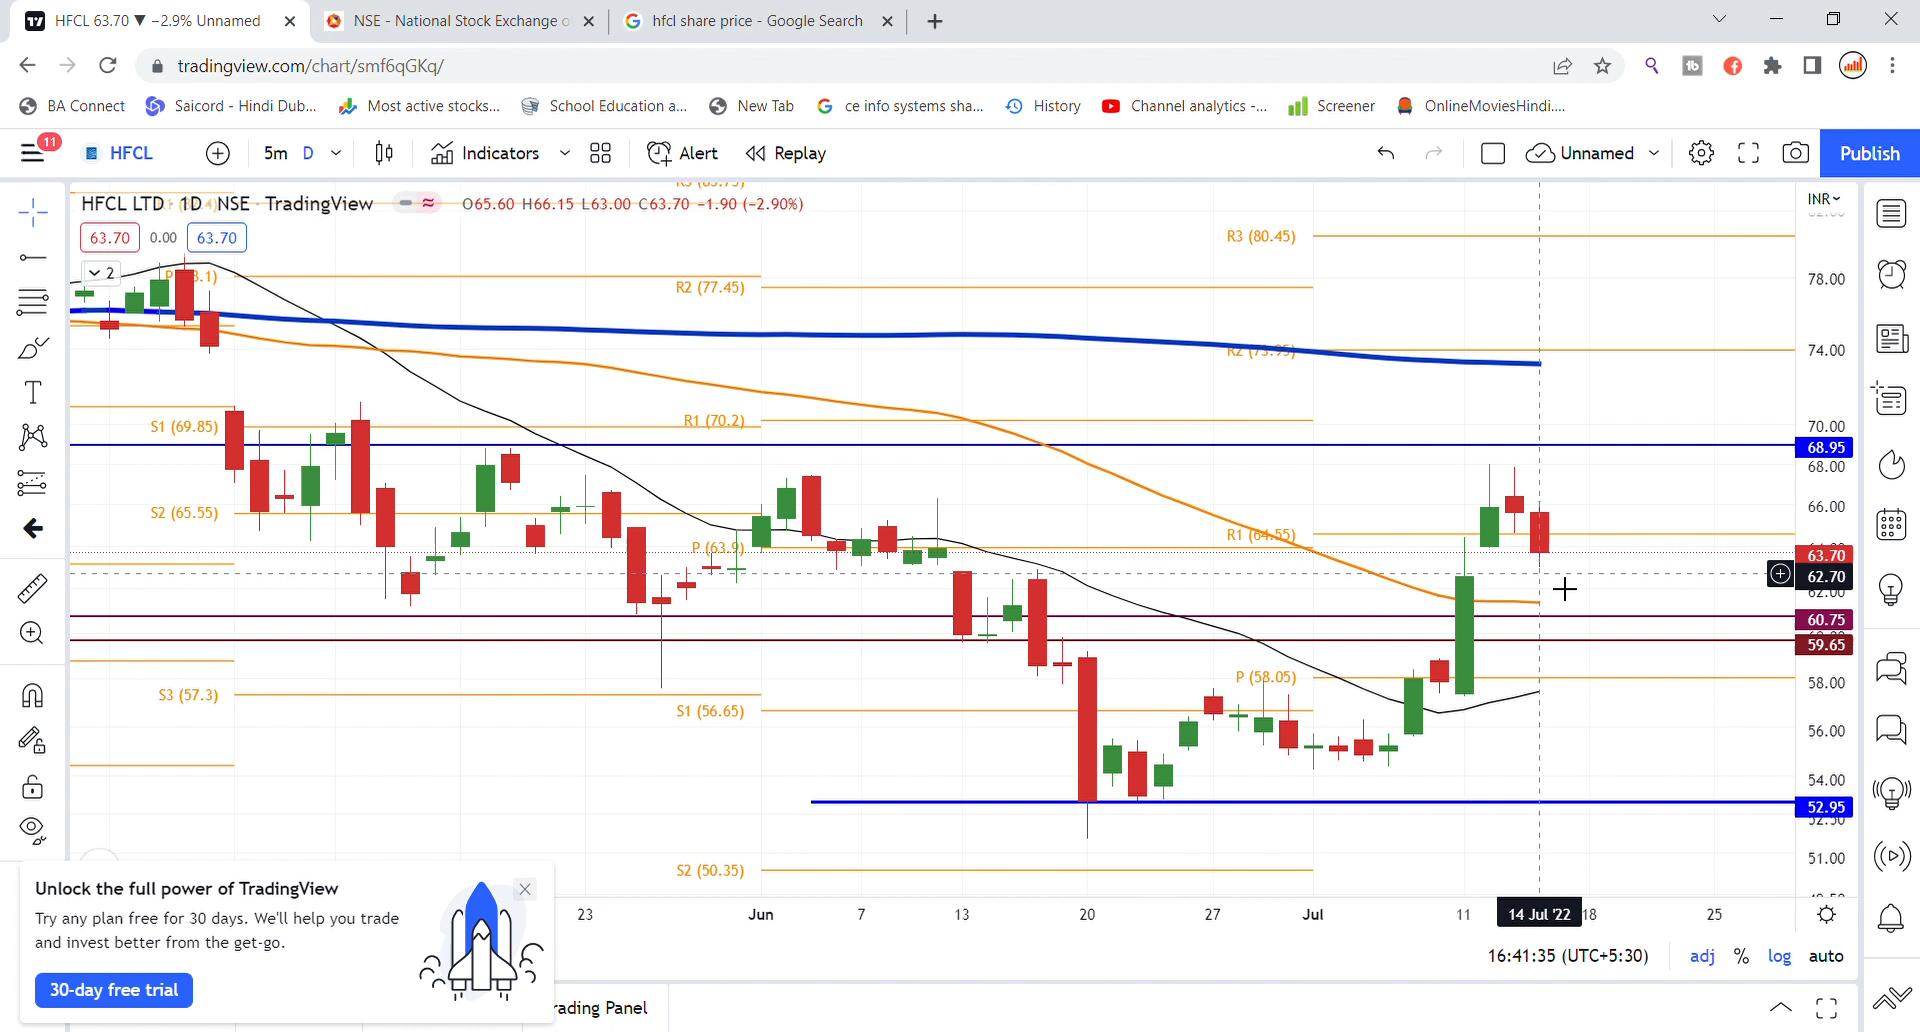 HFCL 63.70 ▼ −2.9% Unnamed
NSE - National Stock Exchange o
hfcl share price - Google Search
tradingview.com/chart/smf6qGKq/
BA Connect
Saicord - Hindi Dub...
Most active stocks...
School Education a...
New Tab
ce info systems sha...
History
Channel analytics -...
Screener
OnlineMoviesHindi....
11
HFCL
5m
D
Indicators
Alert
Replay
Unnamed
Publish
HFCL LTD · 1D · NSE · TradingView
O65.60 H66.15 L63.00 C63.70 −1.90 (−2.90%)
INR
63.70
0.00
63.70
2
R3 (80.45)
78.00
R2 (77.45)
R2 (73.95)
74.00
S1 (69.85)
R1 (70.2)
70.00
68.95
68.00
S2 (65.55)
66.00
R1 (64.55)
P (63.9)
63.70
62.70
62.00
60.75
59.65
P (58.05)
58.00
S3 (57.3)
S1 (56.65)
56.00
54.00
52.95
52.50
51.00
S2 (50.35)
23
Jun
7
13
20
27
Jul
11
14 Jul '22
18
25
Unlock the full power of TradingView
Try any plan free for 30 days. We'll help you trade
and invest better from the get-go.
30-day free trial
16:41:35 (UTC+5:30)
adj
%
log
auto
rading Panel